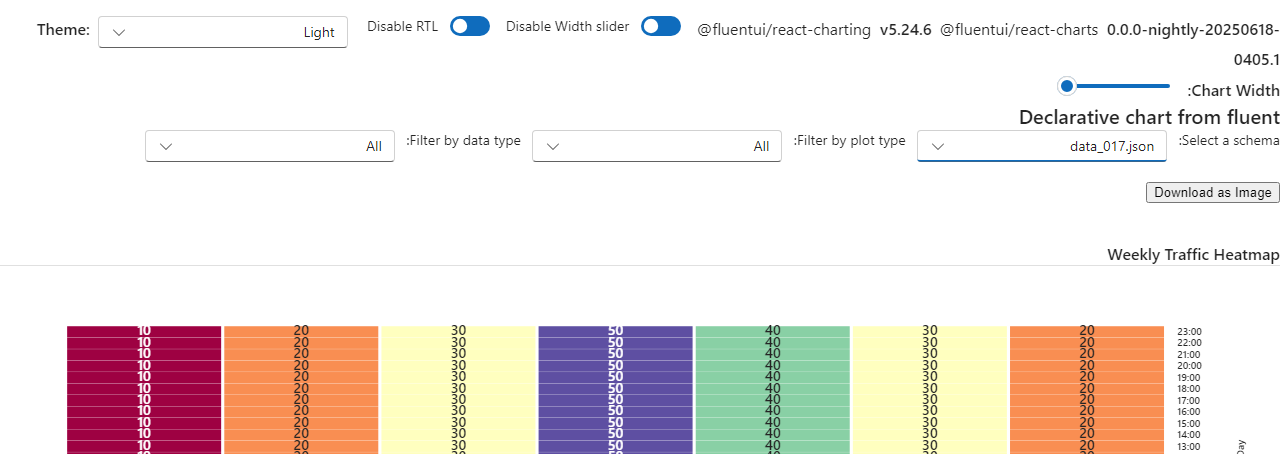 Theme: Light Disable RTL Disable Width slider @fluentui/react-charting v5.24.6 @fluentui/react-charts 0.0.0-nightly-20250618-
0405.1
:Chart Width
Declarative chart from fluent
All :Filter by data type All :Filter by plot type data_017.json :Select a schema
Download as Image
Weekly Traffic Heatmap
10 20 30 50 40 30 20 23:00
10 20 30 50 40 30 20 22:00
10 20 30 50 40 30 20 21:00
10 20 30 50 40 30 20 20:00
10 20 30 50 40 30 20 19:00
10 20 30 50 40 30 20 18:00
10 20 30 50 40 30 20 17:00
10 20 30 50 40 30 20 16:00
10 20 30 50 40 30 20 15:00
10 20 30 50 40 30 20 14:00
10 20 30 50 40 30 20 13:00
Day